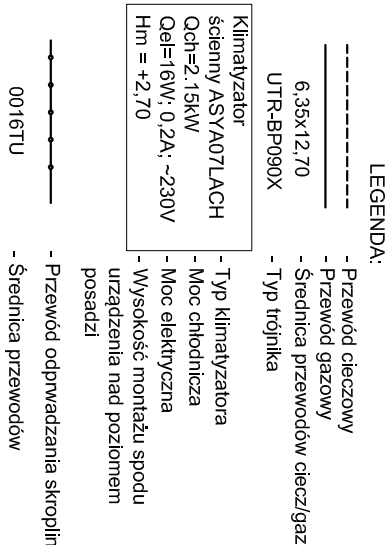 LEGENDA:
- Przewód cieczowy
- Przewód gazowy
6,35x12,70 - Średnica przewodów ciecz/gaz
UTR-BP090X - Typ trójnika
Klimatyzator
ścienny ASYA07LACH - Typ klimatyzatora
Qch=2.15kW - Moc chłodnicza
Qel=16W; 0,2A; ~230V - Moc elektryczna
Hm = +2,70 - Wysokość montażu spodu
urządzenia nad poziomem
posadzi
- Przewód odprwadzania skroplin
0016TU - Średnica przewodów